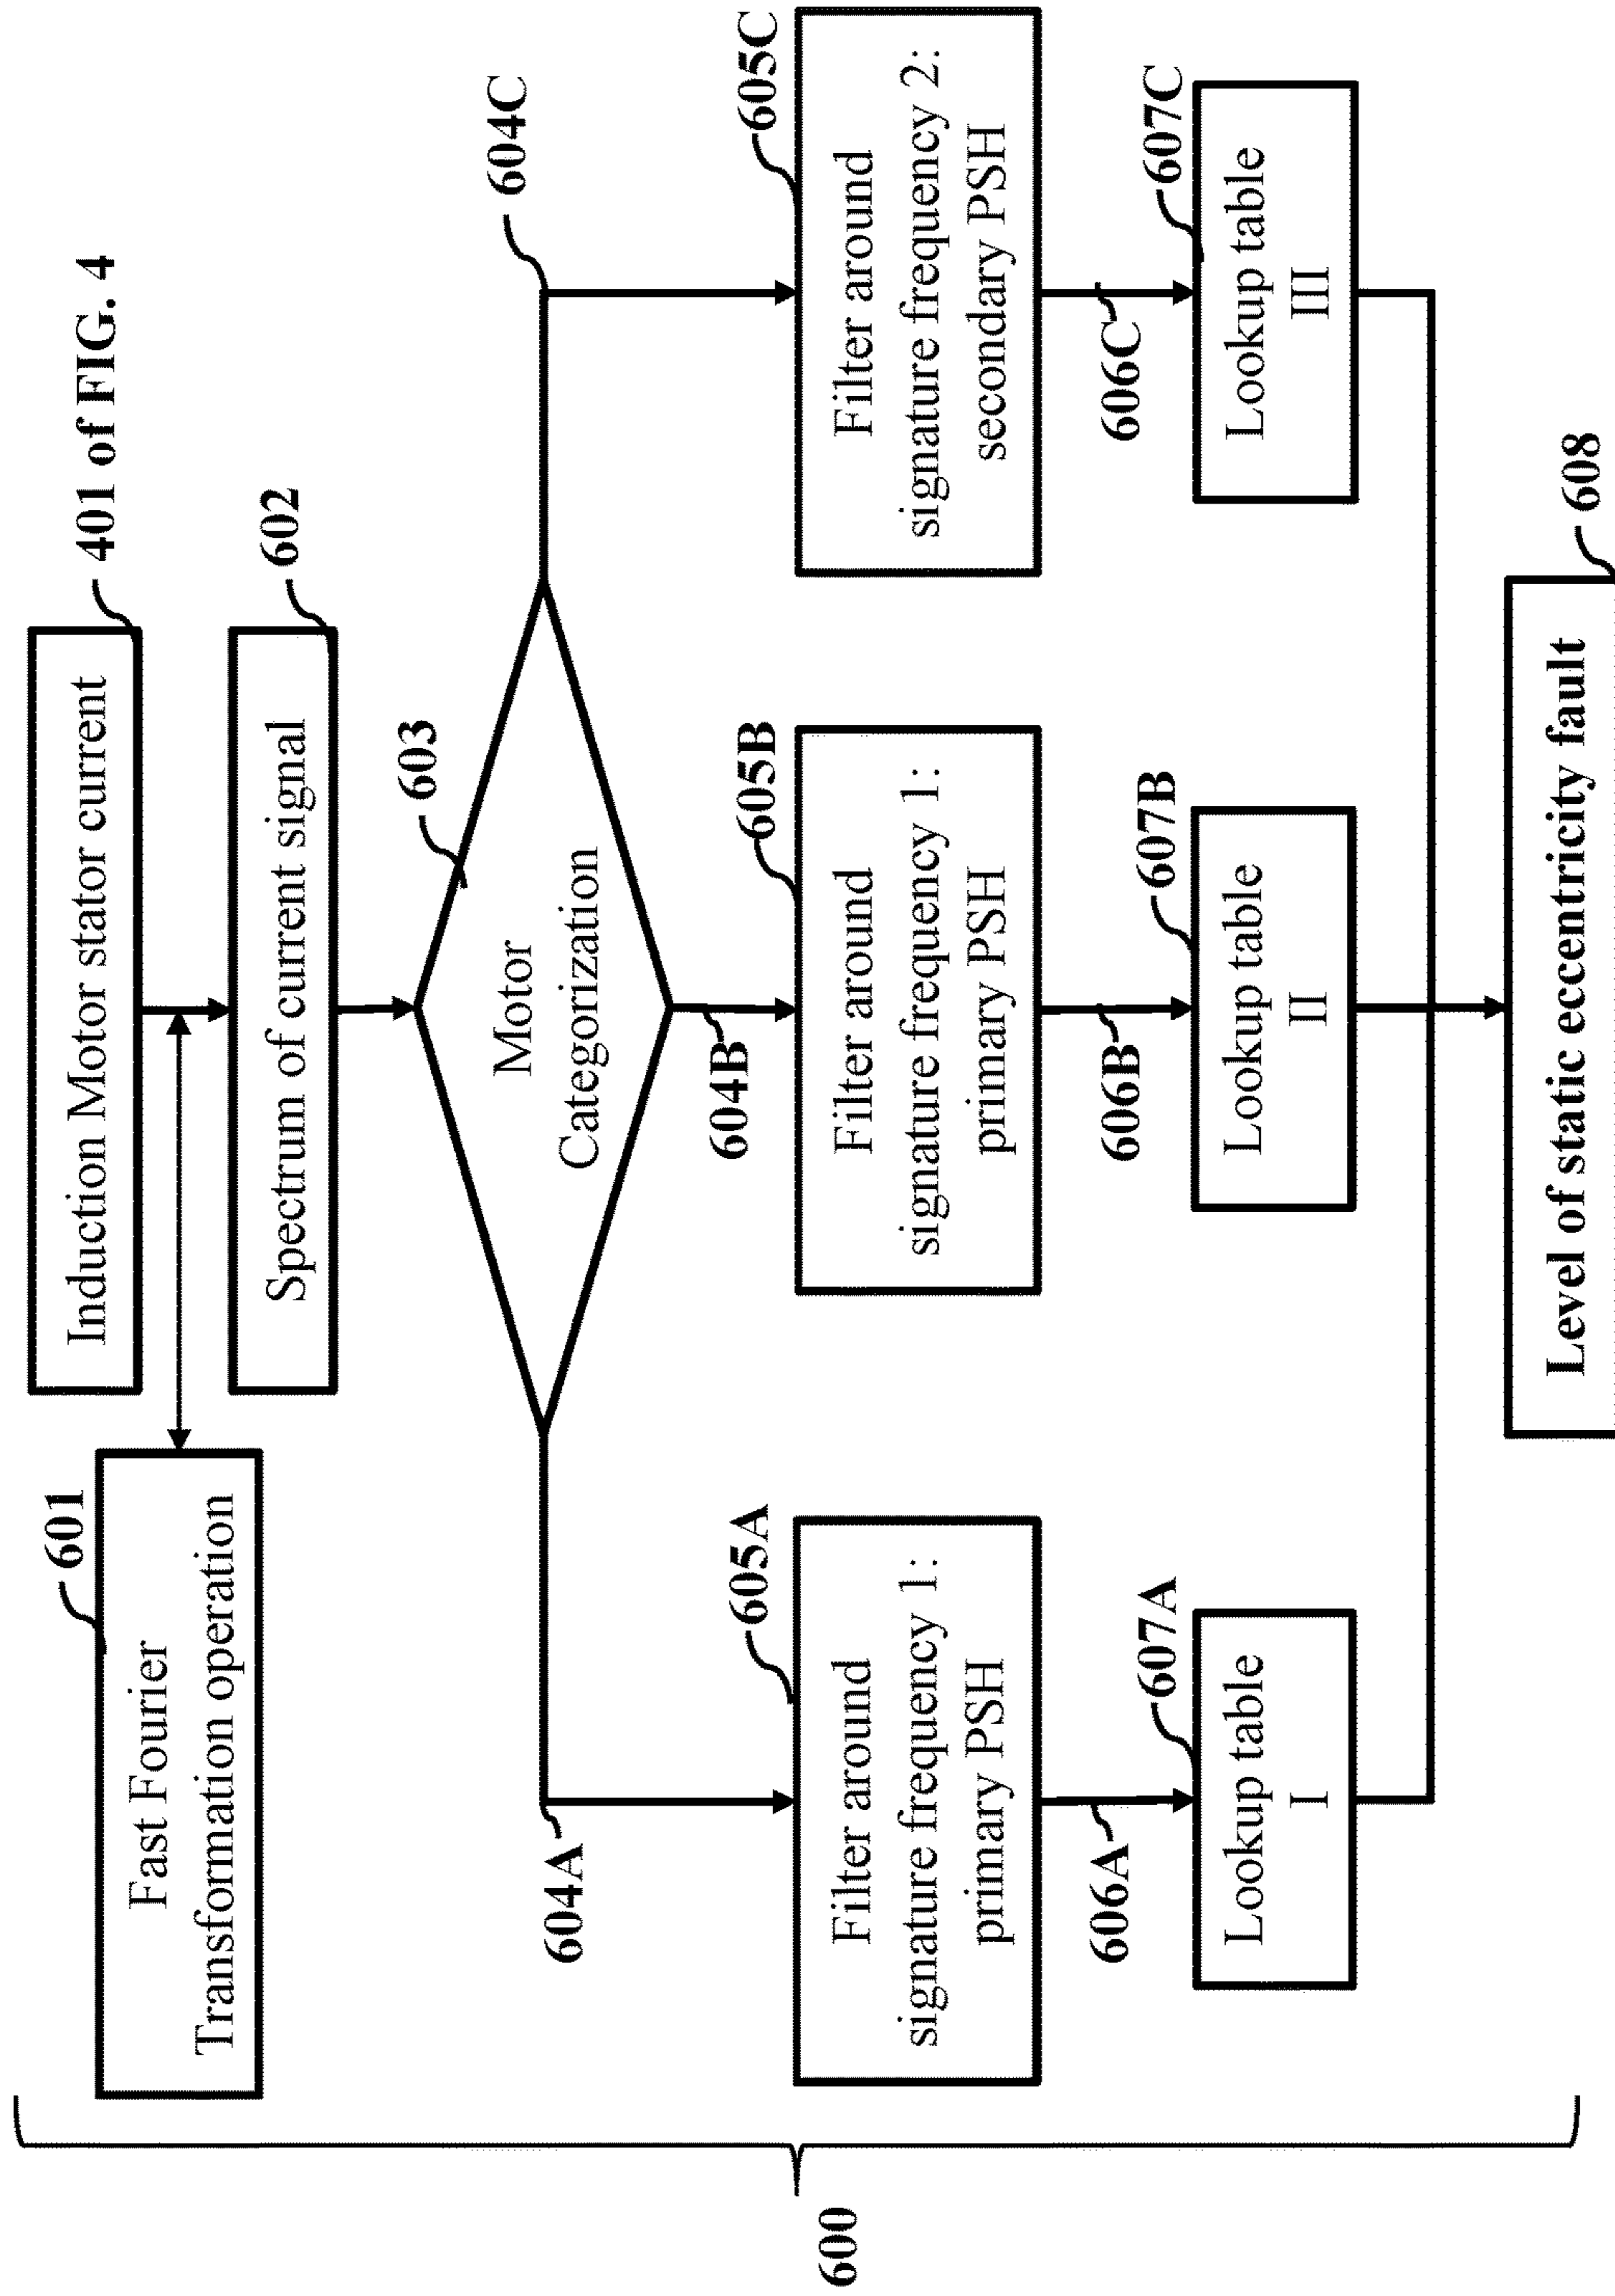 401 of FIG. 4
Induction Motor stator current
601
Fast Fourier
Transformation operation
602
Spectrum of current signal
603
Motor
Categorization
604A
604B
604C
605A
Filter around
signature frequency 1:
primary PSH
605B
Filter around
signature frequency 1:
primary PSH
605C
Filter around
signature frequency 2:
secondary PSH
606A
606B
606C
607A
Lookup table
I
607B
Lookup table
II
607C
Lookup table
III
608
Level of static eccentricity fault
600